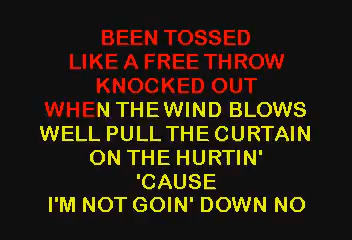 BEEN TOSSED
LIKE A FREE THROW
KNOCKED OUT
WHEN THE WIND BLOWS
WELL PULL THE CURTAIN
ON THE HURTIN'
'CAUSE
I'M NOT GOIN' DOWN NO